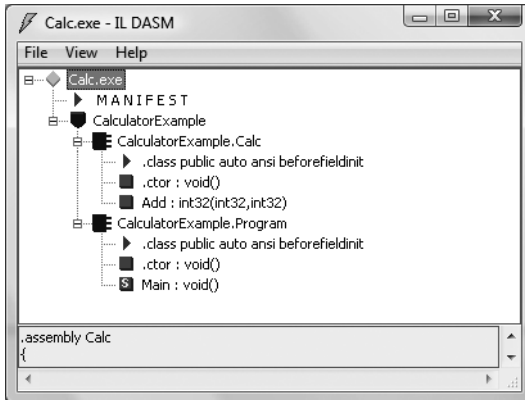 Calc.exe - IL DASM
File View Help
Calc.exe
MANIFEST
CalculatorExample
CalculatorExample.Calc
.class public auto ansi beforefieldinit
.ctor : void()
Add : int32(int32,int32)
CalculatorExample.Program
.class public auto ansi beforefieldinit
.ctor : void()
S Main : void()
.assembly Calc
{